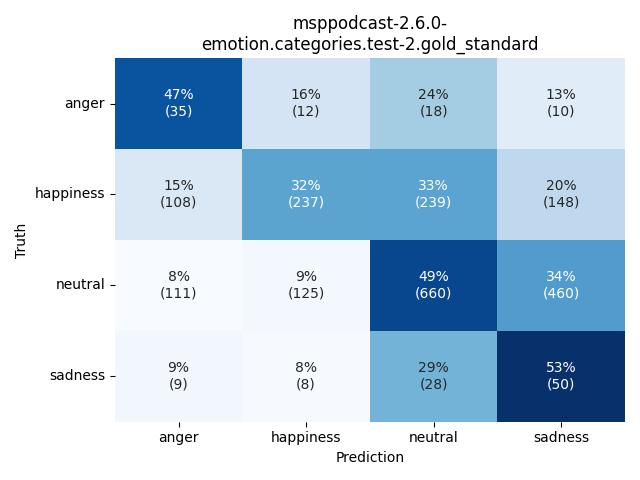 msppodcast-2.6.0-
emotion.categories.test-2.gold_standard
Truth
anger
47%
(35)
16%
(12)
24%
(18)
13%
(10)
happiness
15%
(108)
32%
(237)
33%
(239)
20%
(148)
neutral
8%
(111)
9%
(125)
49%
(660)
34%
(460)
sadness
9%
(9)
8%
(8)
29%
(28)
53%
(50)
anger
happiness
neutral
sadness
Prediction